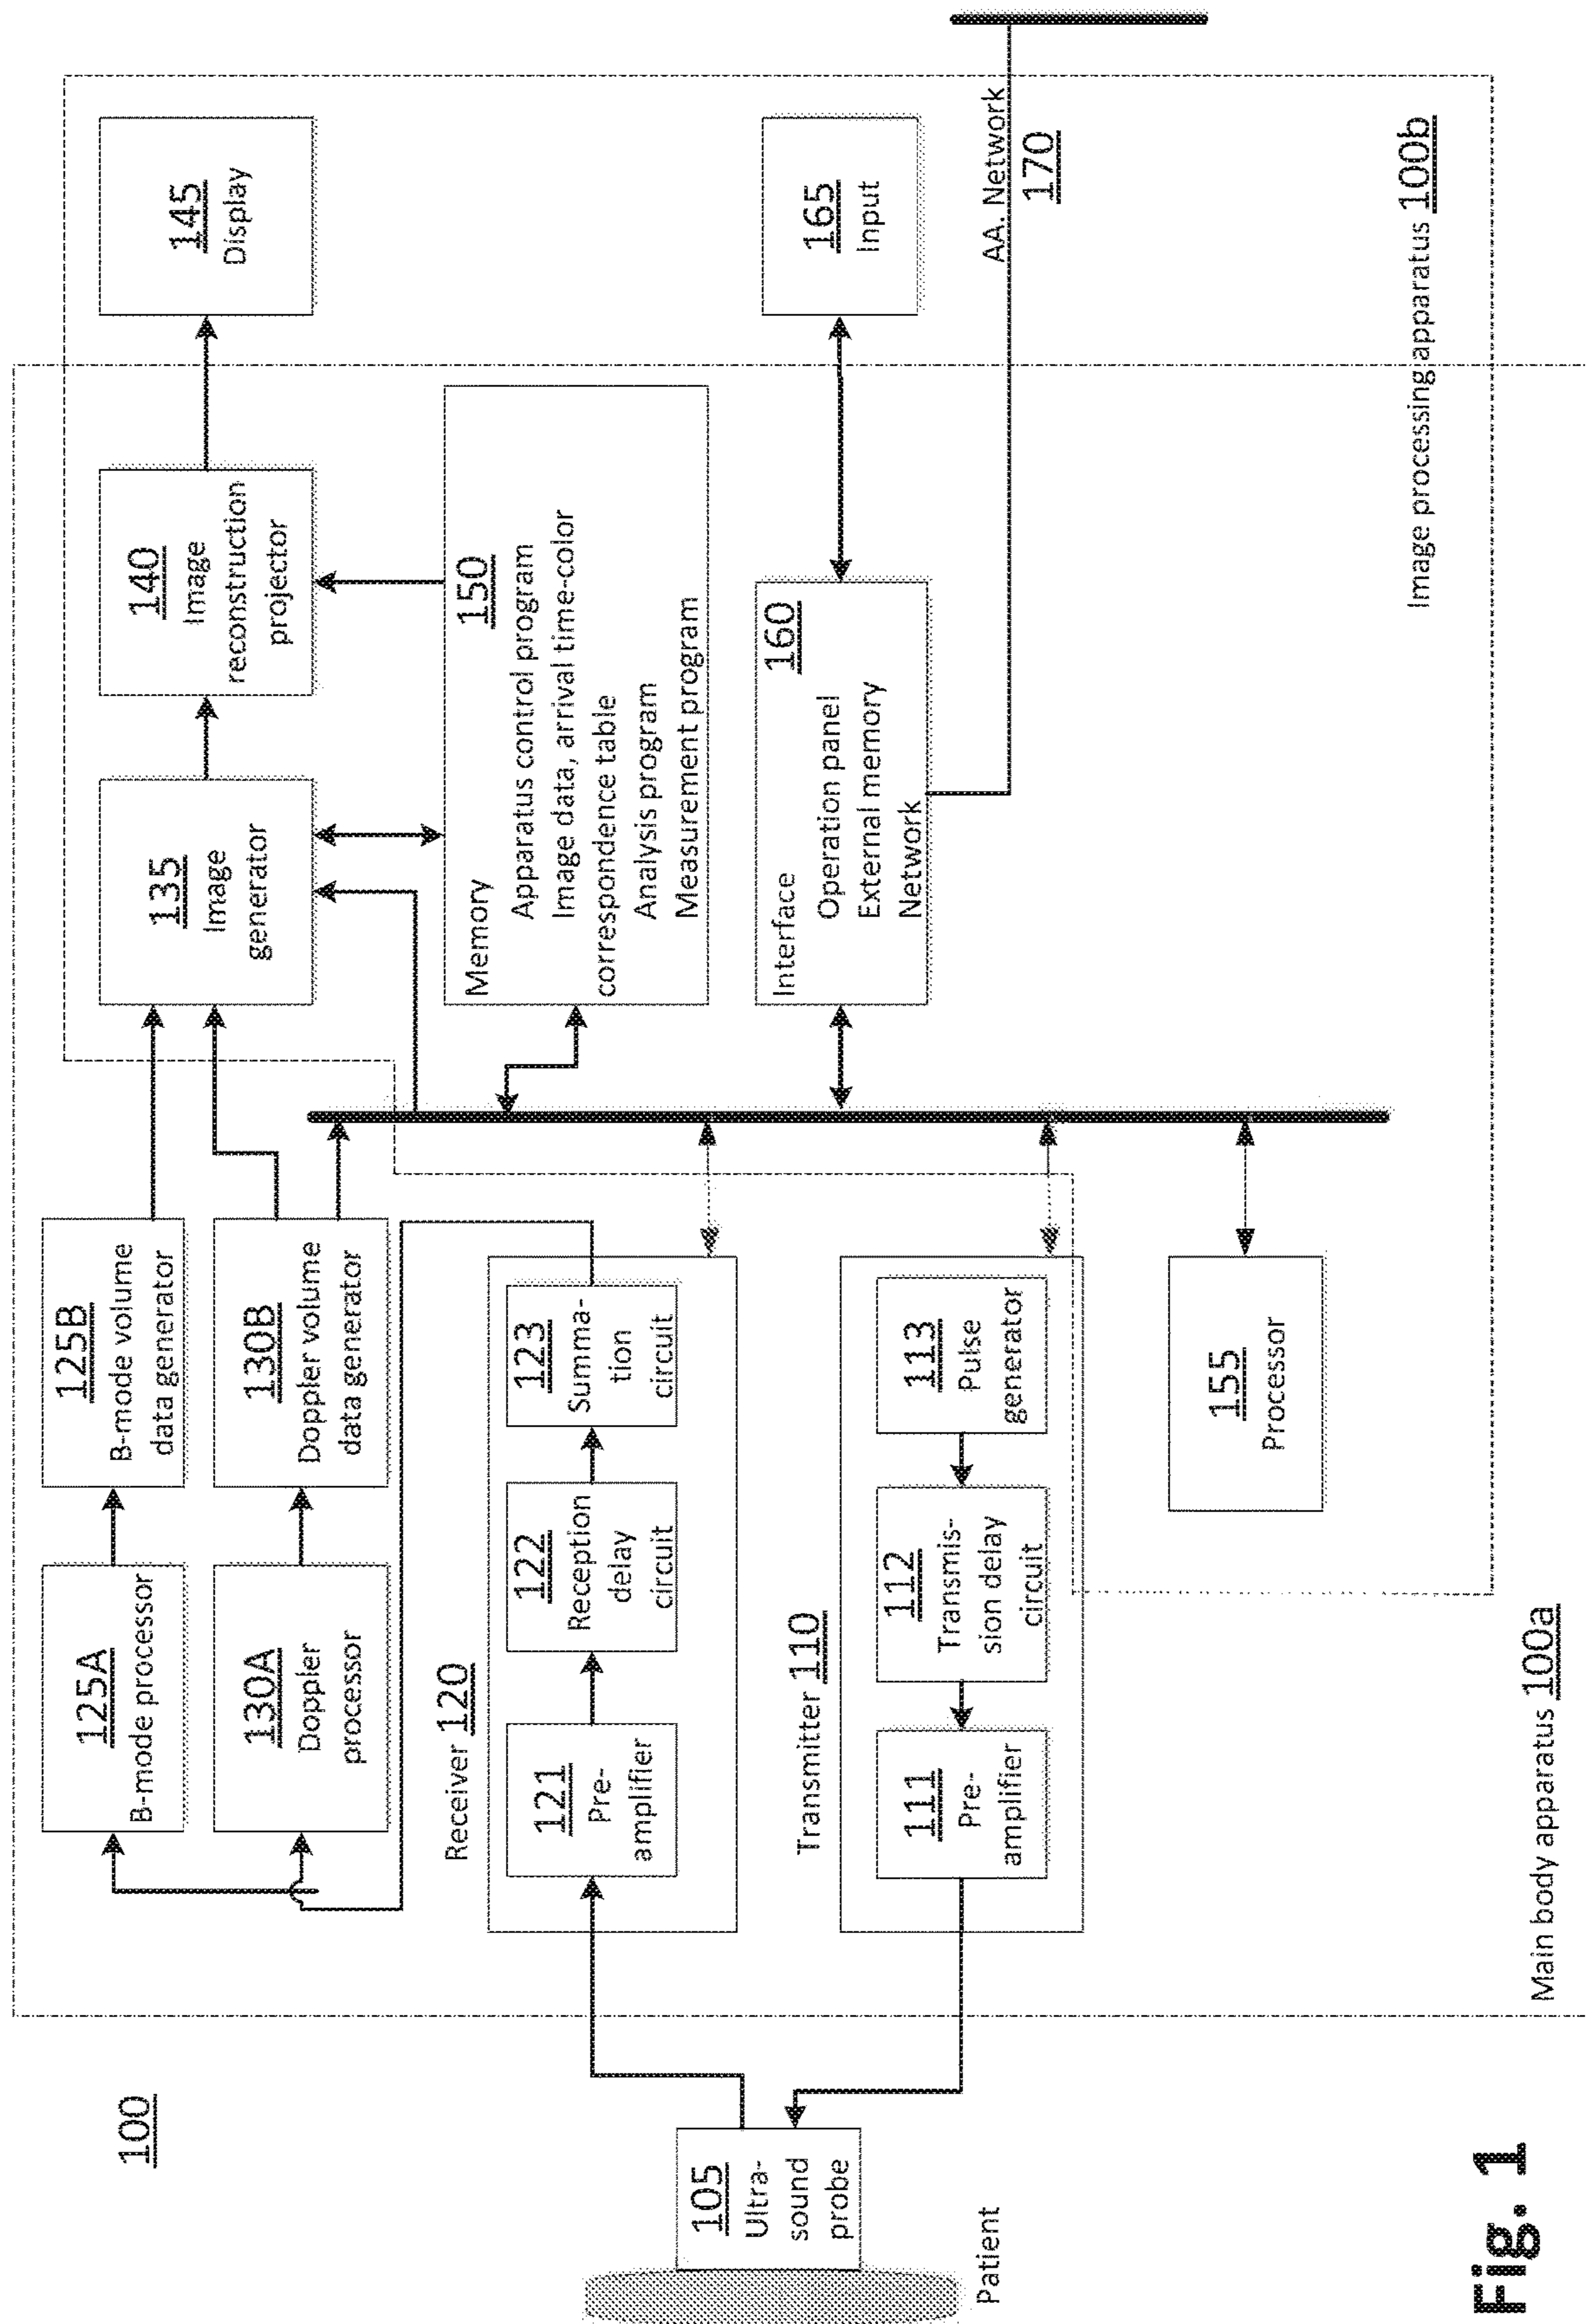 100
125A
B-mode processor
125B
B-mode volume
data generator
130A
Doppler
processor
130B
Doppler volume
data generator
135
Image
generator
140
Image
reconstruction
projector
145
Display
Receiver 120
121
Pre-
amplifier
122
Reception
delay
circuit
123
Summa-
tion
circuit
Memory
150
Apparatus control program
Image data, arrival time-color
correspondence table
Analysis program
Measurement program
105
Ultra-
sound
probe
Patient
Transmitter 110
111
Pre-
amplifier
112
Transmis-
sion delay
circuit
113
Pulse
generator
Interface
160
Operation panel
External memory
Network
165
Input
AA. Network
170
155
Processor
Image processing apparatus 100b
Main body apparatus 100a
Fig. 1